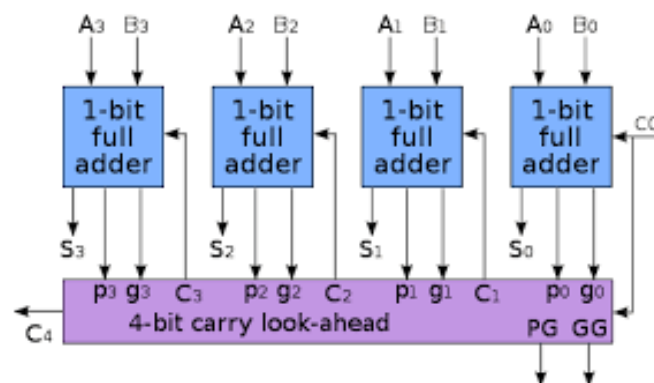 A3 B3 A2 B2 A1 B1 A0 B0
1-bit full adder
1-bit full adder
1-bit full adder
1-bit full adder
S3 S2 S1 S0
p3 g3 C3 p2 g2 C2 p1 g1 C1 p0 g0
4-bit carry look-ahead
PG GG
C4